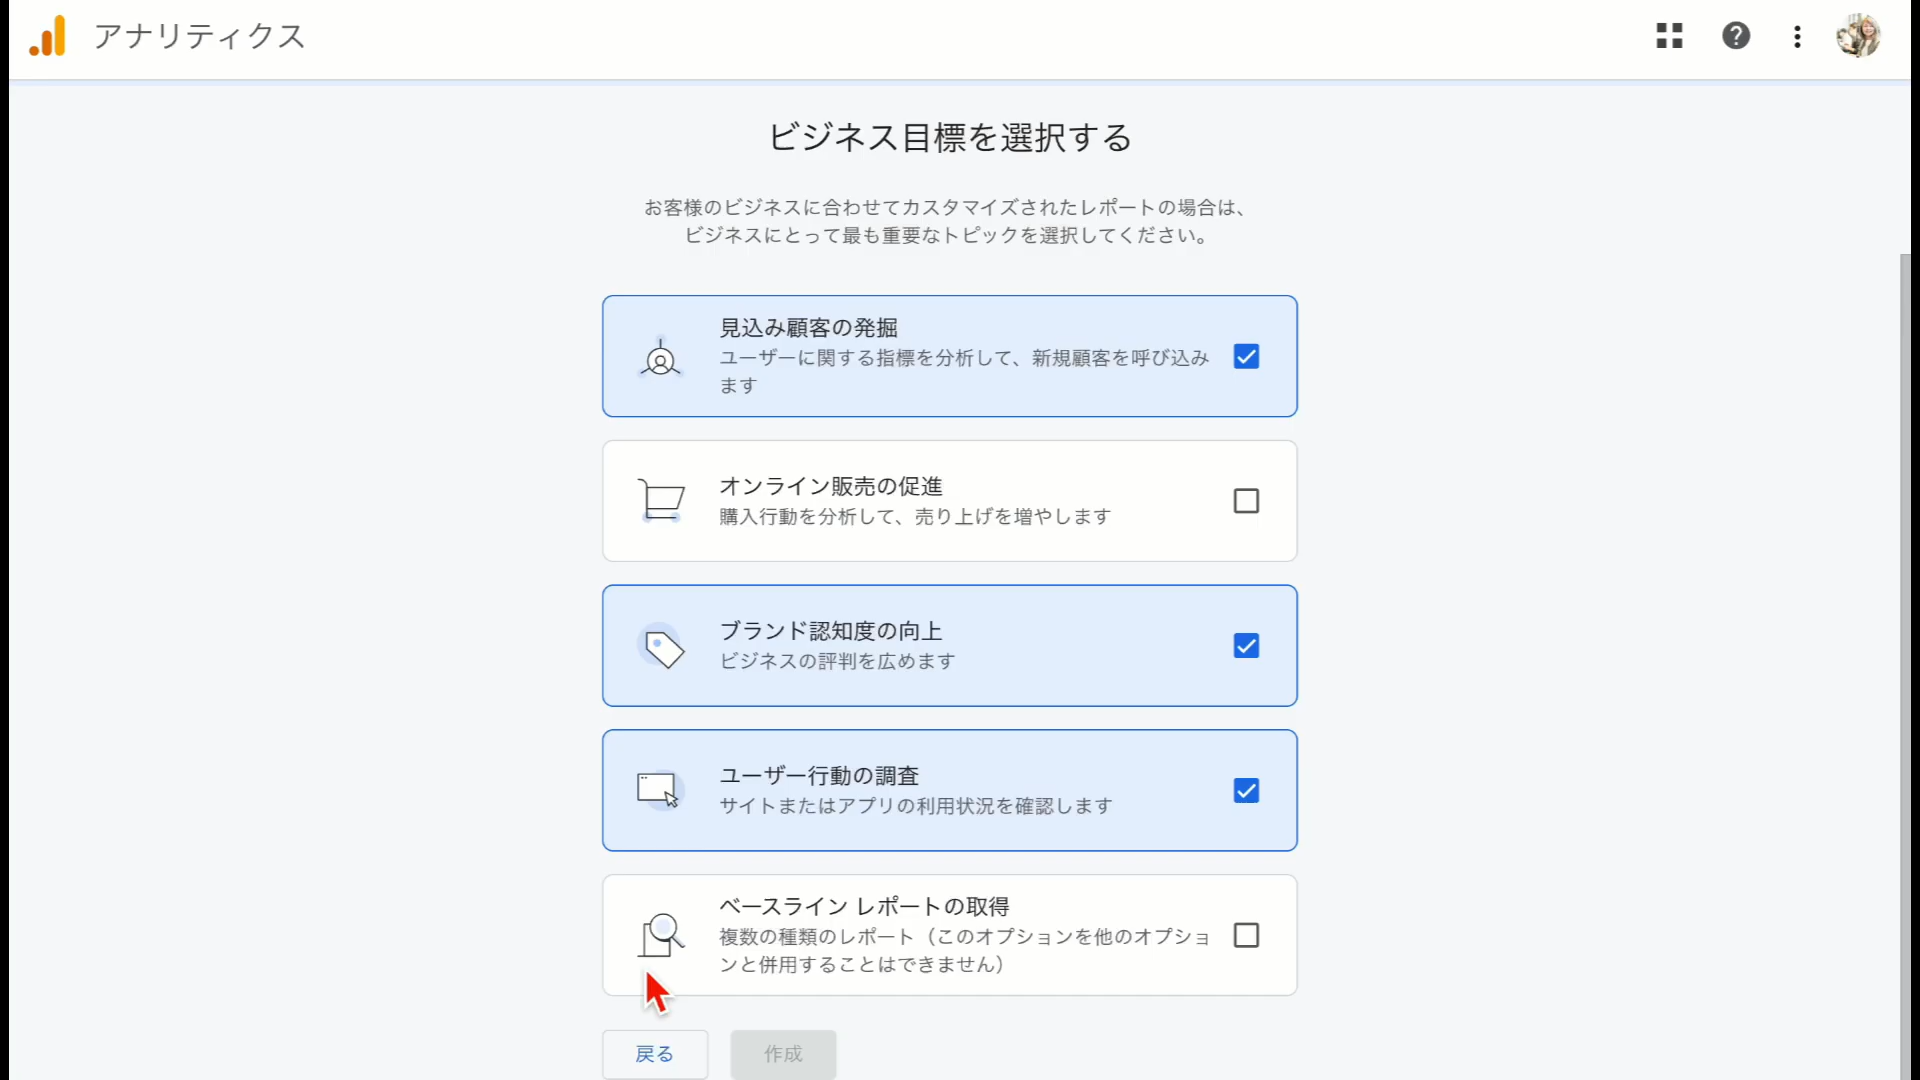 アナリティクス
ビジネス目標を選択する
お客様のビジネスに合わせてカスタマイズされたレポートの場合は、
ビジネスにとって最も重要なトピックを選択してください。
見込み顧客の発掘
ユーザーに関する指標を分析して、新規顧客を呼び込み
ます
オンライン販売の促進
購入行動を分析して、売り上げを増やします
ブランド認知度の向上
ビジネスの評判を広めます
ユーザー行動の調査
サイトまたはアプリの利用状況を確認します
ベースライン レポートの取得
複数の種類のレポート（このオプションを他のオプショ
ンと併用することはできません）
戻る
作成